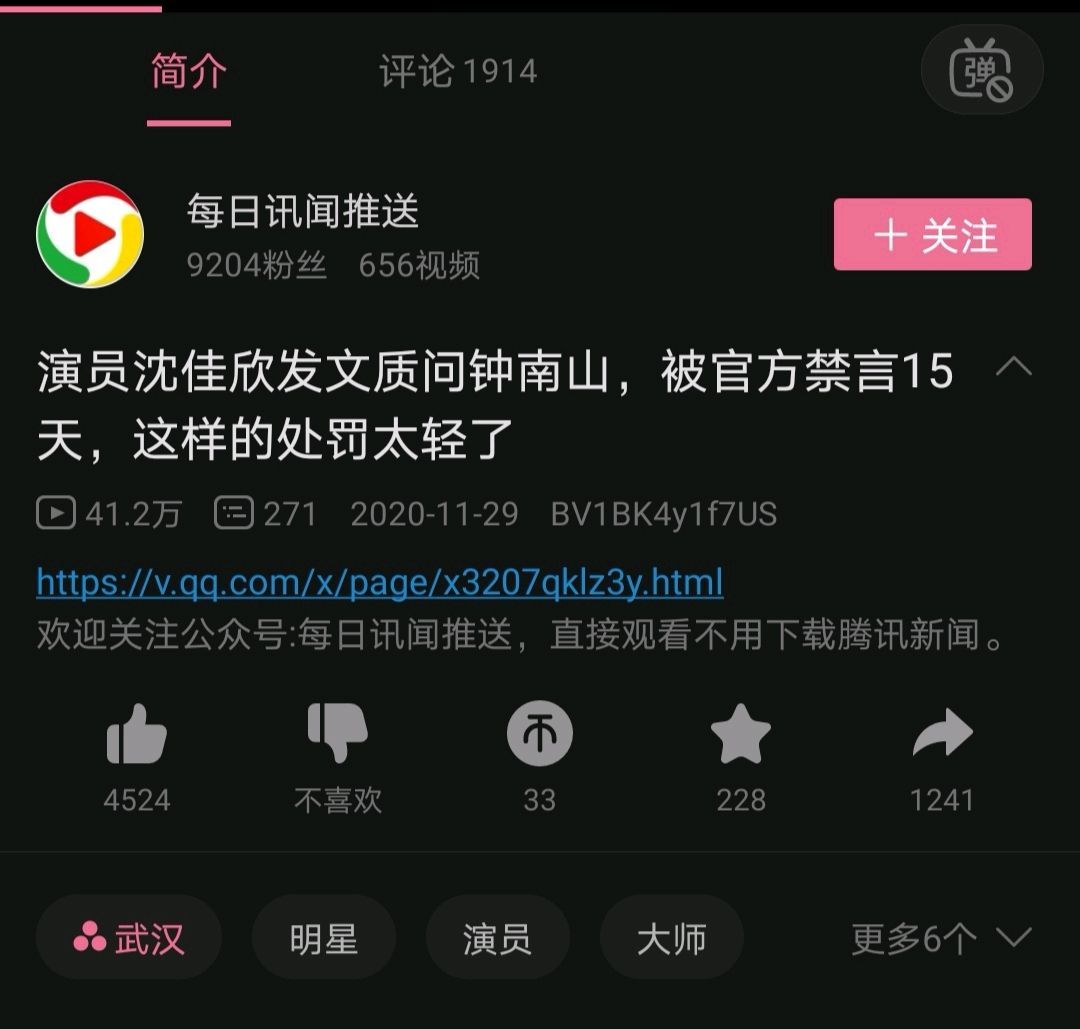 简介
评论 1914
弹
每日讯闻推送
9204粉丝 656视频
+ 关注
演员沈佳欣发文质问钟南山，被官方禁言15
天，这样的处罚太轻了
41.2万 271 2020-11-29 BV1BK4y1f7US
https://v.qq.com/x/page/x3207qklz3y.html
欢迎关注公众号:每日讯闻推送，直接观看不用下载腾讯新闻。
4524 不喜欢 33 228 1241
武汉 明星 演员 大师 更多6个